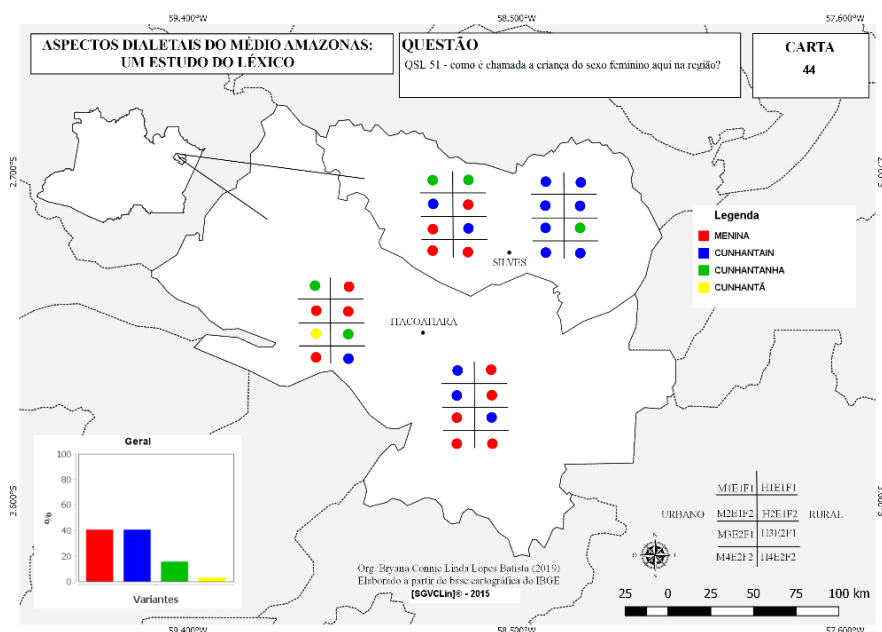 59.400°W
58.500°W
57.600°W
ASPECTOS DIALETAIS DO MÉDIO AMAZONAS:
UM ESTUDO DO LÉXICO
QUESTÃO
QSL 51 - como é chamada a criança do sexo feminino aqui na região?
CARTA
44
2.700°S
Legenda
MENINA
CUNHANTAIN
CUNHANTANHA
CUNHANTÃ
SILVES
ITACOATIARA
Geral
100
80
60
40
20
0
%
Variantes
3.600°S
M1E1F1 H1E1F1
URBANO M2E1F2 H2E1F2 RURAL
M3E2F1 H3E2F1
M4E2F2 H4E2F2
Org. Bryana Connie Linda Lopes Batista (2019)
Elaborado a partir de base cartográfica do IBGE
[SGVCLin]® - 2015
25 0 25 50 75 100 km
59.400°W
58.500°W
57.600°W